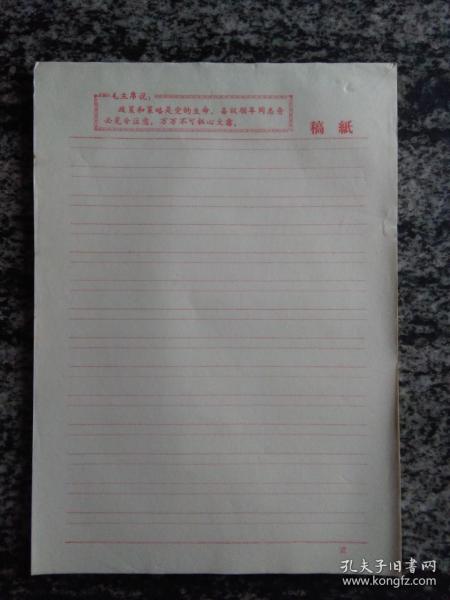 毛主席说：
政策和策略是党的生命，各级领导同志务
必充分注意，万万不可粗心大意。
稿 紙
孔夫子旧书网
www.kongfz.com